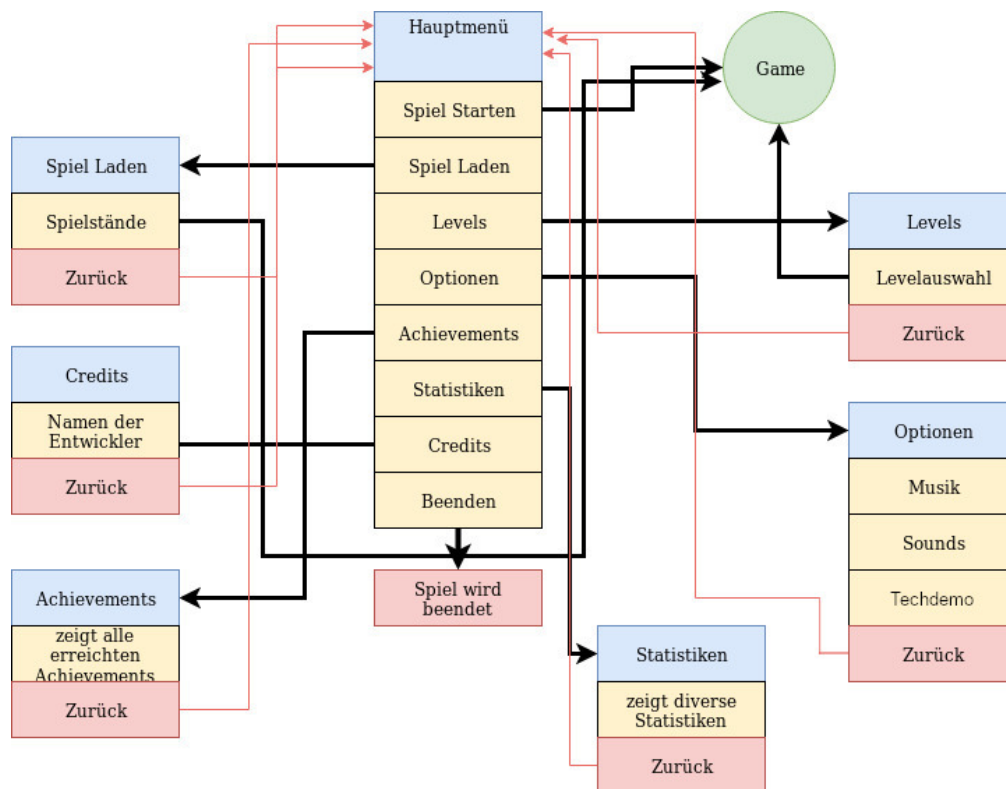 Hauptmenü
Spiel Starten
Spiel Laden
Levels
Optionen
Achievements
Statistiken
Credits
Beenden
Spiel wird
beendet
Game
Spiel Laden
Spielstände
Zurück
Credits
Namen der
Entwickler
Zurück
Achievements
zeigt alle
erreichten
Achievements
Zurück
Statistiken
zeigt diverse
Statistiken
Zurück
Levels
Levelauswahl
Zurück
Optionen
Musik
Sounds
Techdemo
Zurück